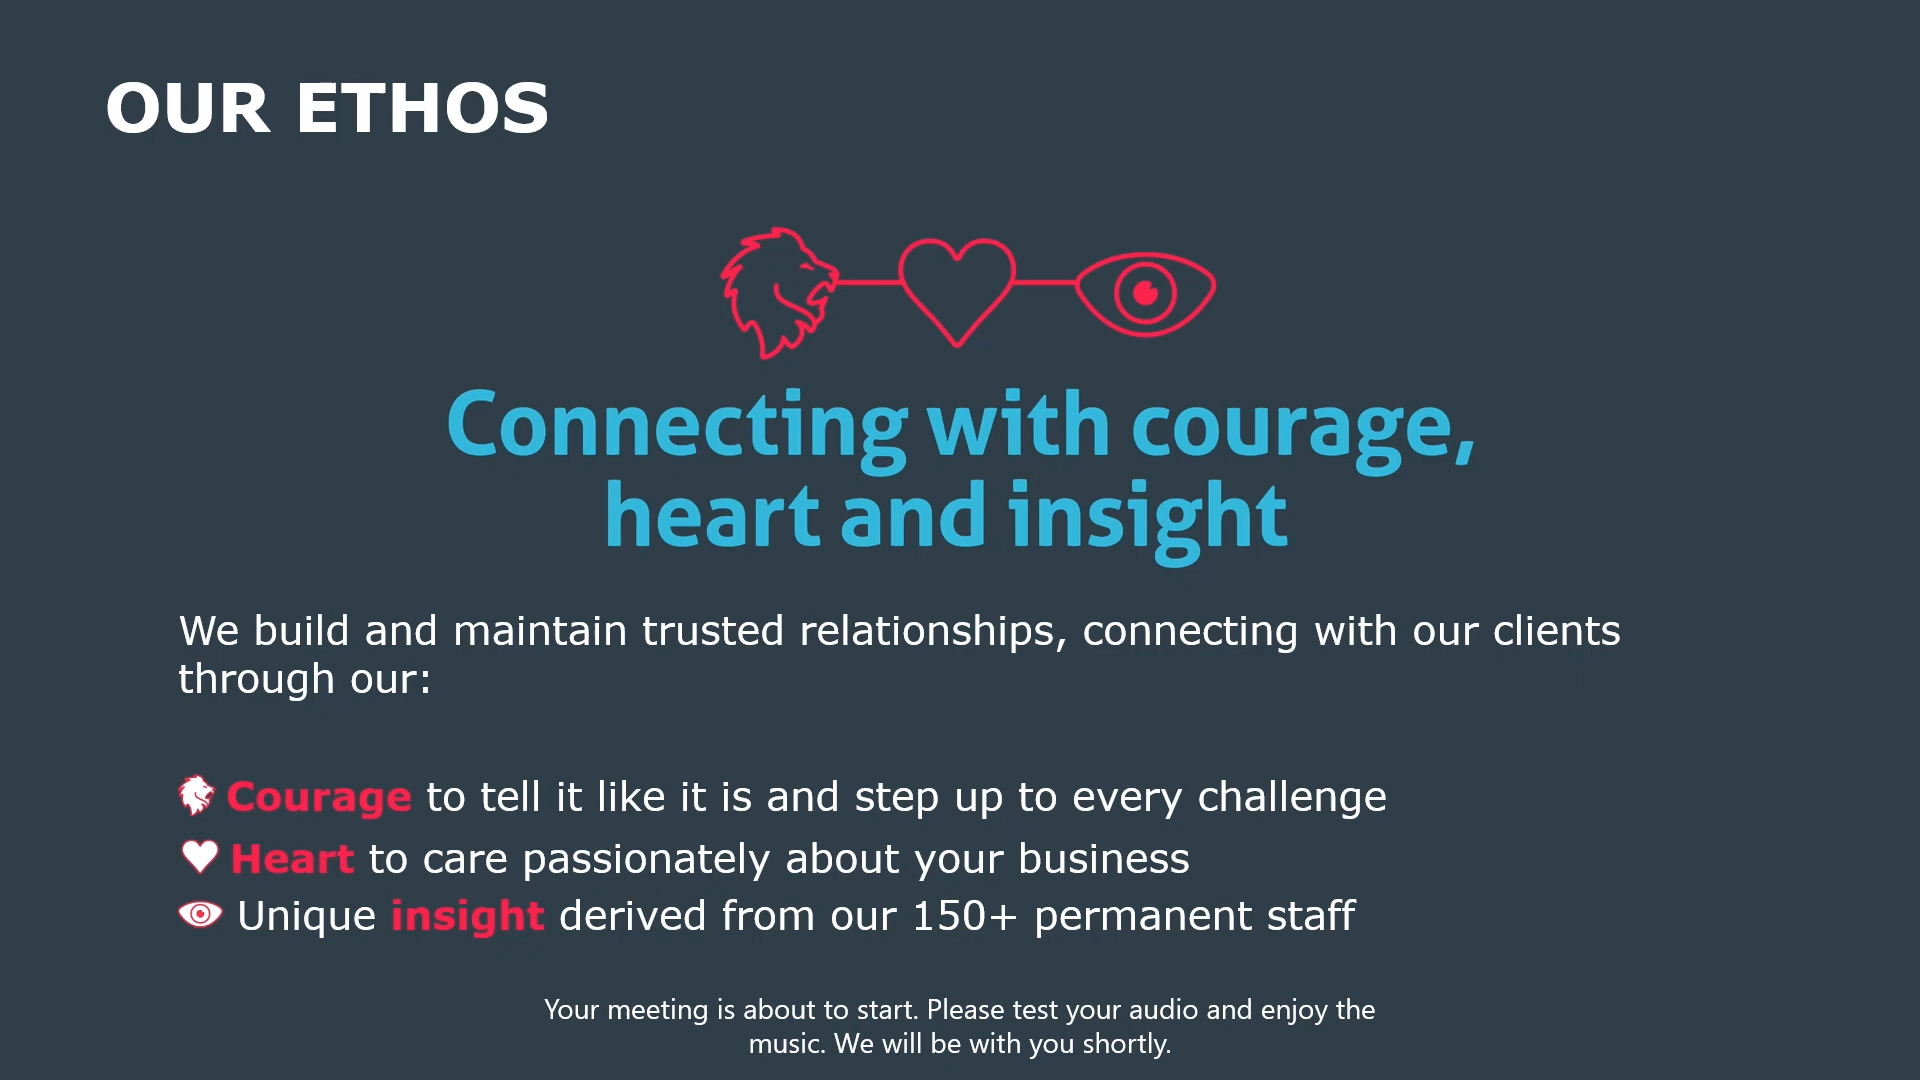 OUR ETHOS
Connecting with courage,
heart and insight
We build and maintain trusted relationships, connecting with our clients
through our:
Courage to tell it like it is and step up to every challenge
Heart to care passionately about your business
Unique insight derived from our 150+ permanent staff
Your meeting is about to start. Please test your audio and enjoy the
music. We will be with you shortly.